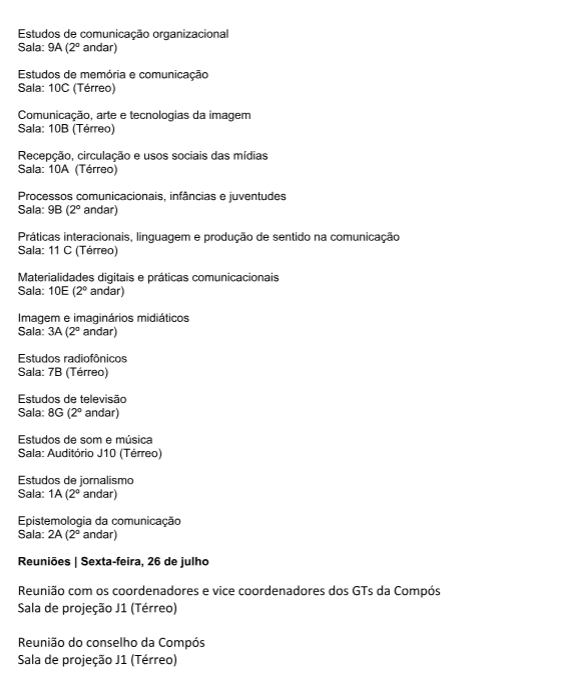 Estudos de comunicação organizacional
Sala: 9A (2º andar)
Estudos de memória e comunicação
Sala: 10C (Térreo)
Comunicação, arte e tecnologias da imagem
Sala: 10B (Térreo)
Recepção, circulação e usos sociais das mídias
Sala: 10A  (Térreo)
Processos comunicacionais, infâncias e juventudes
Sala: 9B (2º andar)
Práticas interacionais, linguagem e produção de sentido na comunicação
Sala: 11 C (Térreo)
Materialidades digitais e práticas comunicacionais
Sala: 10E (2º andar)
Imagem e imaginários midiáticos
Sala: 3A (2º andar)
Estudos radiofônicos
Sala: 7B (Térreo)
Estudos de televisão
Sala: 8G (2º andar)
Estudos de som e música
Sala: Auditório J10 (Térreo)
Estudos de jornalismo
Sala: 1A (2º andar)
Epistemologia da comunicação
Sala: 2A (2º andar)
Reuniões | Sexta-feira, 26 de julho
Reunião com os coordenadores e vice coordenadores dos GTs da Compós
Sala de projeção J1 (Térreo)
Reunião do conselho da Compós
Sala de projeção J1 (Térreo)